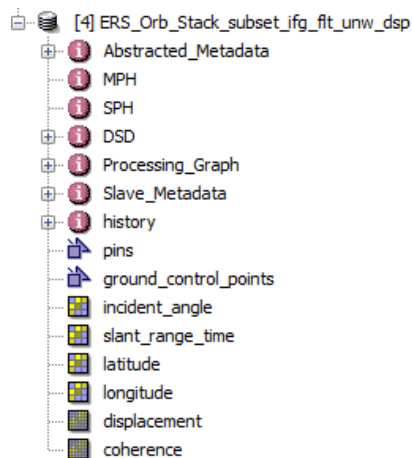 [4] ERS_Orb_Stack_subset_ifg_flt_unw_dsp
Abstracted_Metadata
MPH
SPH
DSD
Processing_Graph
Slave_Metadata
history
pins
ground_control_points
incident_angle
slant_range_time
latitude
longitude
displacement
coherence